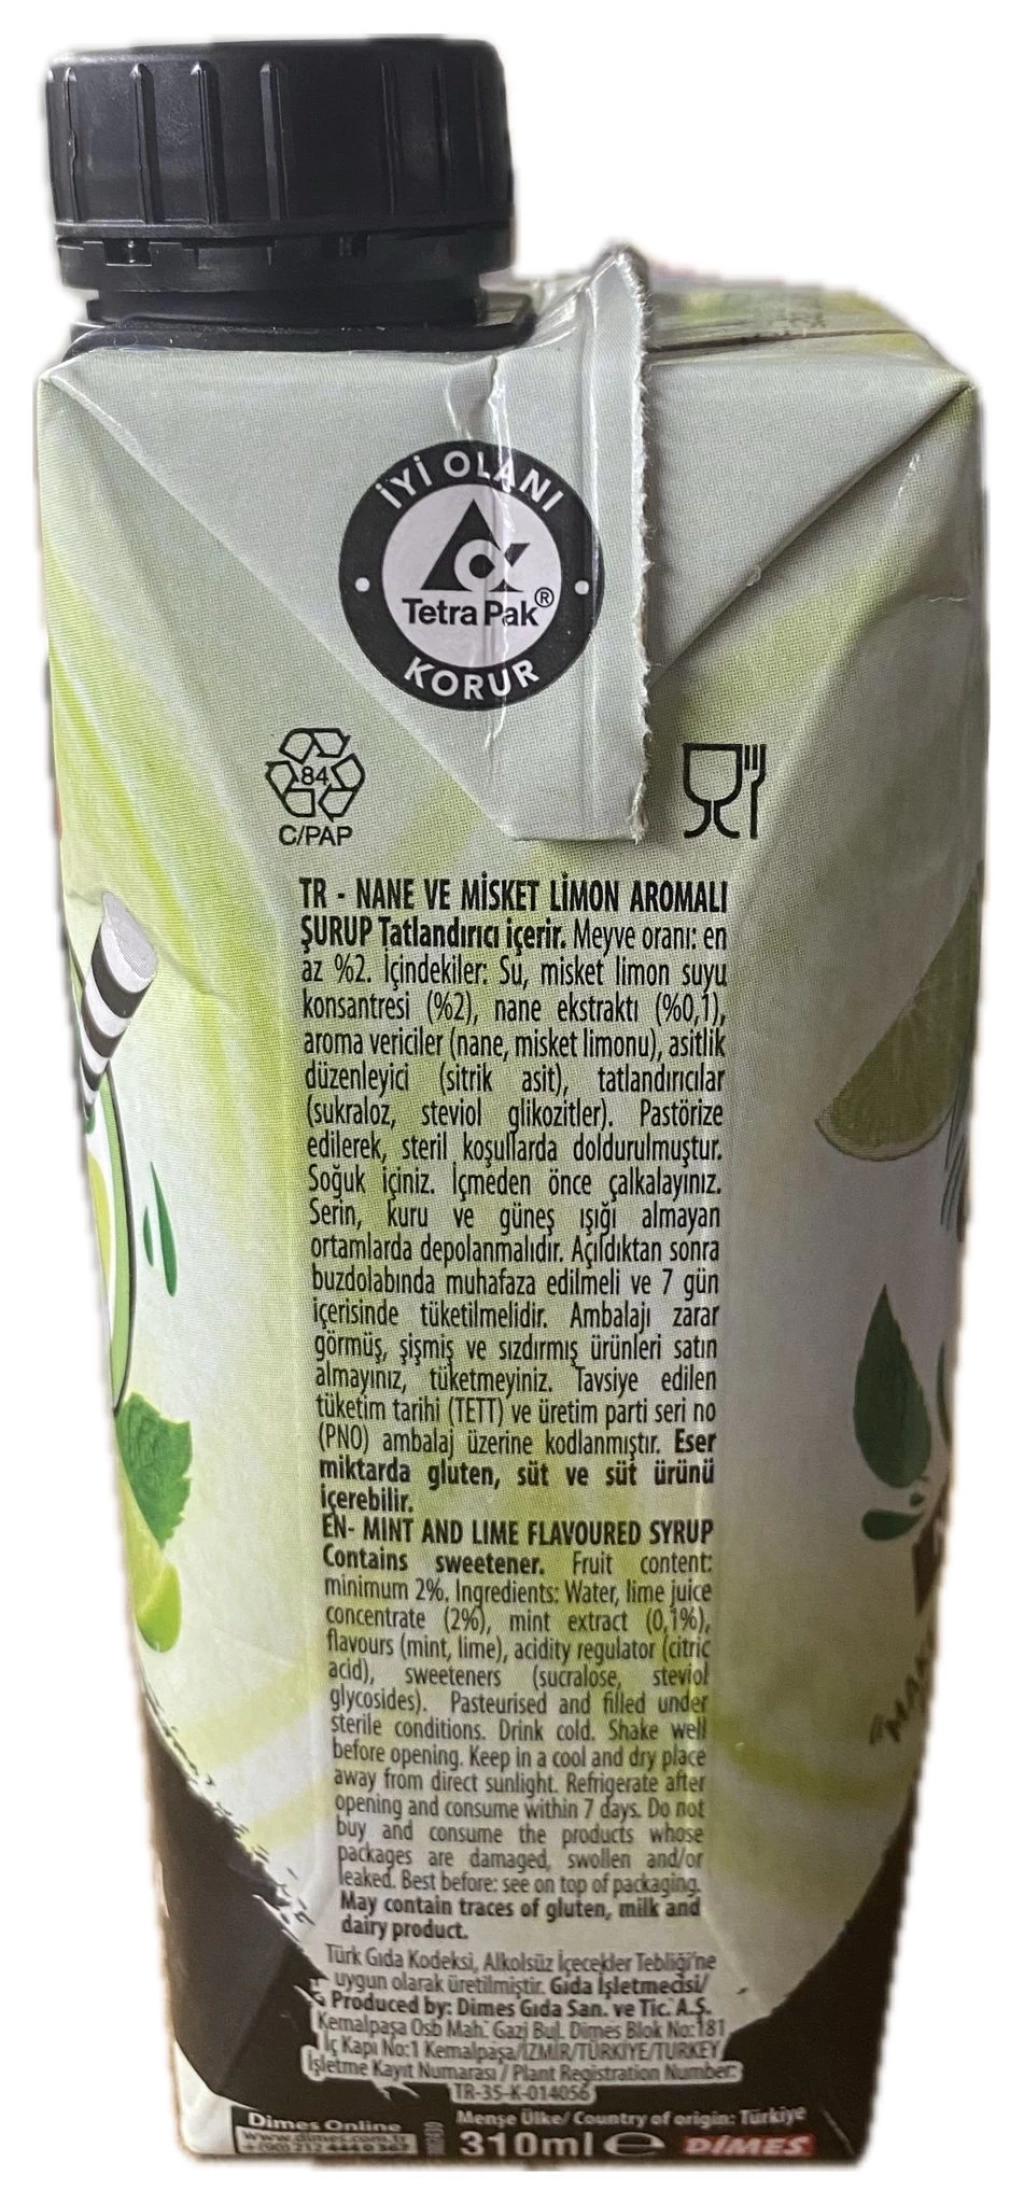 İYİ OLANI
Tetra Pak®
KORUR
84
C/PAP
TR - NANE VE MİSKET LİMON AROMALI
ŞURUP Tatlandırıcı içerir. Meyve oranı: en
az %2. İçindekiler: Su, misket limon suyu
konsantresi (%2), nane ekstraktı (%0,1),
aroma vericiler (nane, misket limonu), asitlik
düzenleyici (sitrik asit), tatlandırıcılar
(sukraloz, steviol glikozitler). Pastörize
edilerek, steril koşullarda doldurulmuştur.
Soğuk içiniz. İçmeden önce çalkalayınız.
Serin, kuru ve güneş ışığı almayan
ortamlarda depolanmalıdır. Açıldıktan sonra
buzdolabında muhafaza edilmeli ve 7 gün
içerisinde tüketilmelidir. Ambalajı zarar
görmüş, şişmiş ve sızdırmış ürünleri satın
almayınız, tüketmeyiniz. Tavsiye edilen
tüketim tarihi (TETT) ve üretim parti seri no
(PNO) ambalaj üzerine kodlanmıştır. Eser
miktarda gluten, süt ve süt ürünü
içerebilir.
EN- MINT AND LIME FLAVOURED SYRUP
Contains sweetener. Fruit content:
minimum 2%. Ingredients: Water, lime juice
concentrate (2%), mint extract (0,1%),
flavours (mint, lime), acidity regulator (citric
acid), sweeteners (sucralose, steviol
glycosides). Pasteurised and filled under
sterile conditions. Drink cold. Shake well
before opening. Keep in a cool and dry place
away from direct sunlight. Refrigerate after
opening and consume within 7 days. Do not
buy and consume the products whose
packages are damaged, swollen and/or
leaked. Best before: see on top of packaging.
May contain traces of gluten, milk and
dairy product.
Türk Gıda Kodeksi, Alkolsüz İçecekler Tebliği'ne
uygun olarak üretilmiştir. Gıda İşletmecisi/
Produced by: Dimes Gıda San. ve Tic. A.Ş.
Kemalpaşa Osb Mah. Gazi Bul. Dimes Blok No:181
İç Kapı No:1 Kemalpaşa/İZMİR/TÜRKİYE/TURKEY
İşletme Kayıt Numarası / Plant Registration Number:
TR-35-K-014056
Menşe Ülke/ Country of origin: Türkiye
310ml e DİMES
Dimes Online
www.dimes.com.tr
+(90) 212 444 0 367